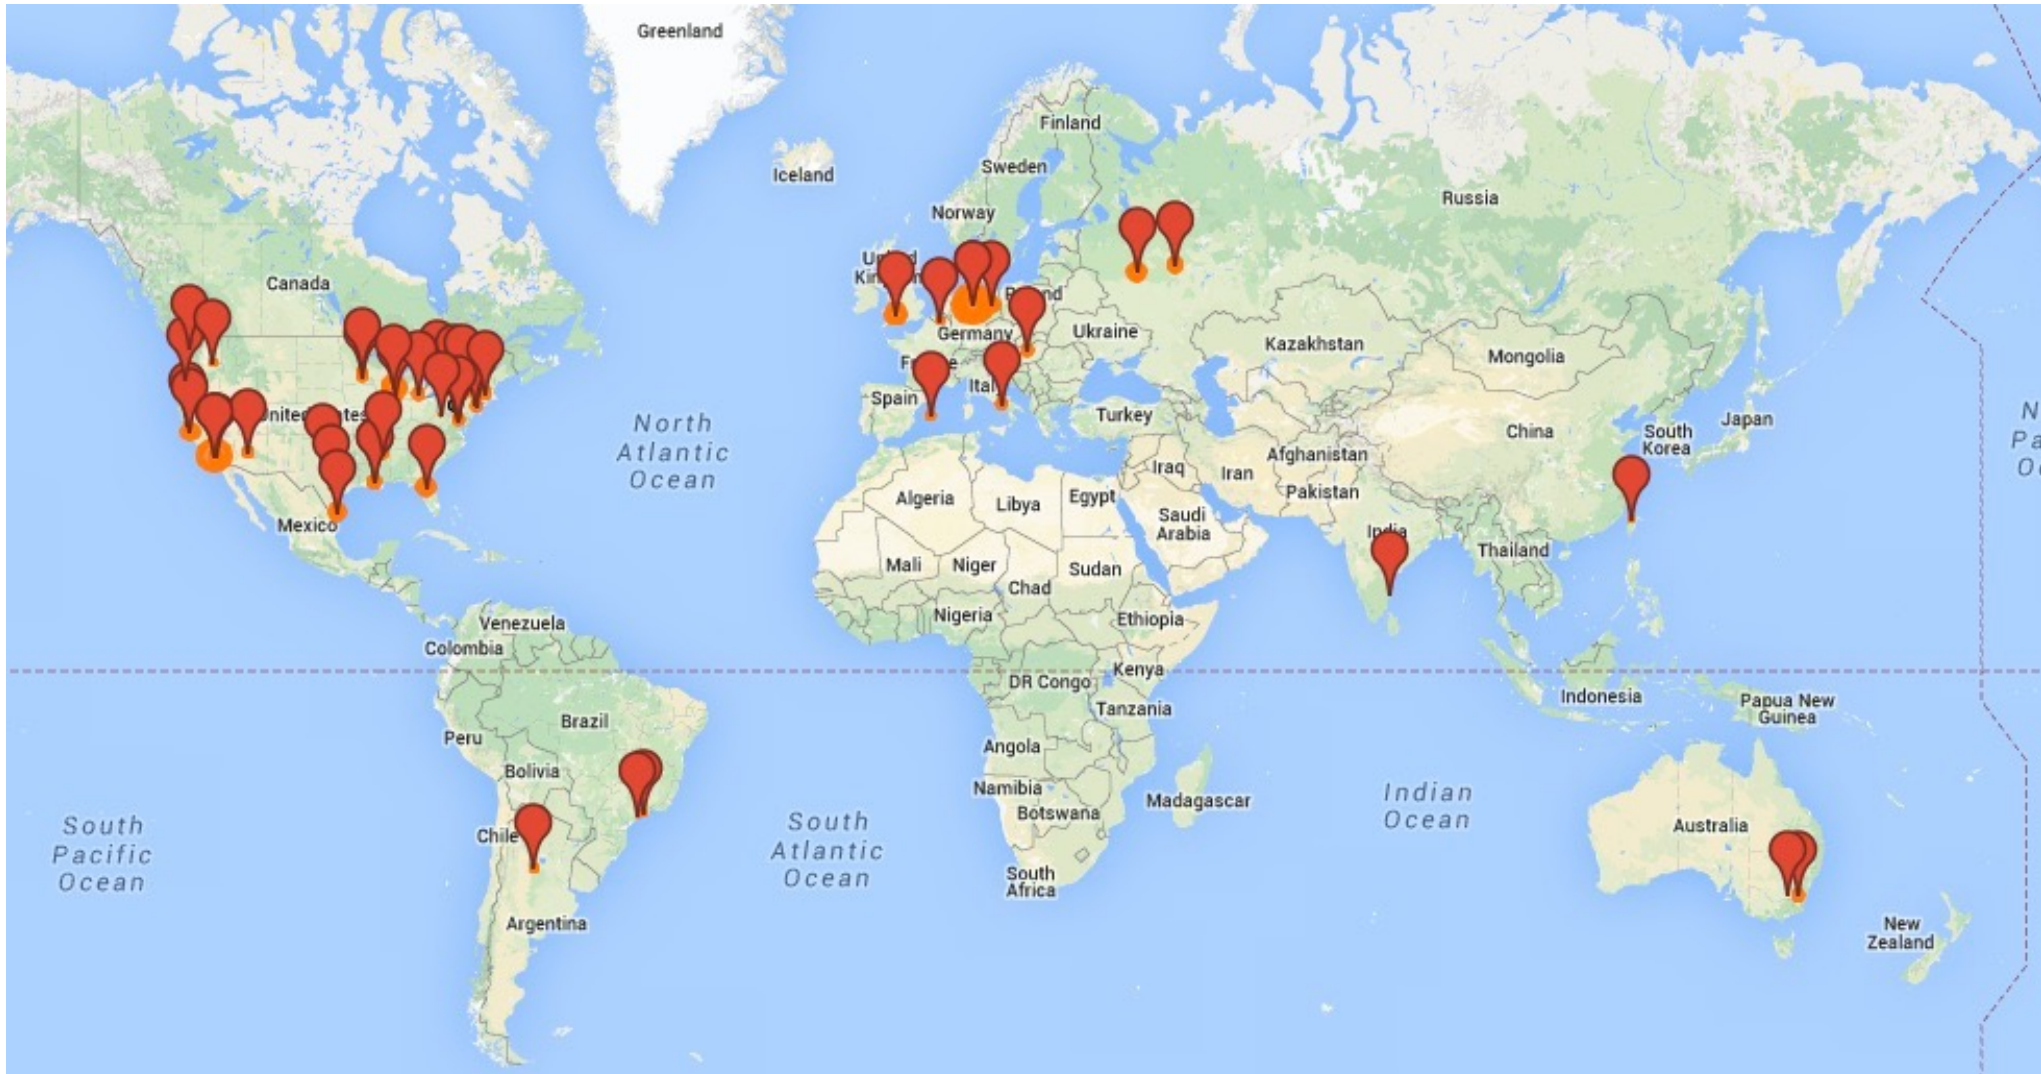 Greenland
Finland
Iceland
Sweden
Russia
Norway
Canada
Germany
Ukraine
Kazakhstan
Mongolia
Spain
Turkey
Japan
China
South
Korea
North
Atlantic
Ocean
Afghanistan
Iraq
Iran
Pakistan
Algeria
Libya
Egypt
Saudi
Arabia
Mexico
India
Thailand
Mali
Niger
Sudan
Chad
Nigeria
Ethiopia
Venezuela
Colombia
Kenya
DR Congo
Indonesia
Tanzania
Papua New
Guinea
Brazil
Peru
Angola
Bolivia
Namibia
Botswana
Madagascar
Indian
Ocean
South
Pacific
Ocean
Chile
South
Atlantic
Ocean
Australia
South
Africa
Argentina
New
Zealand